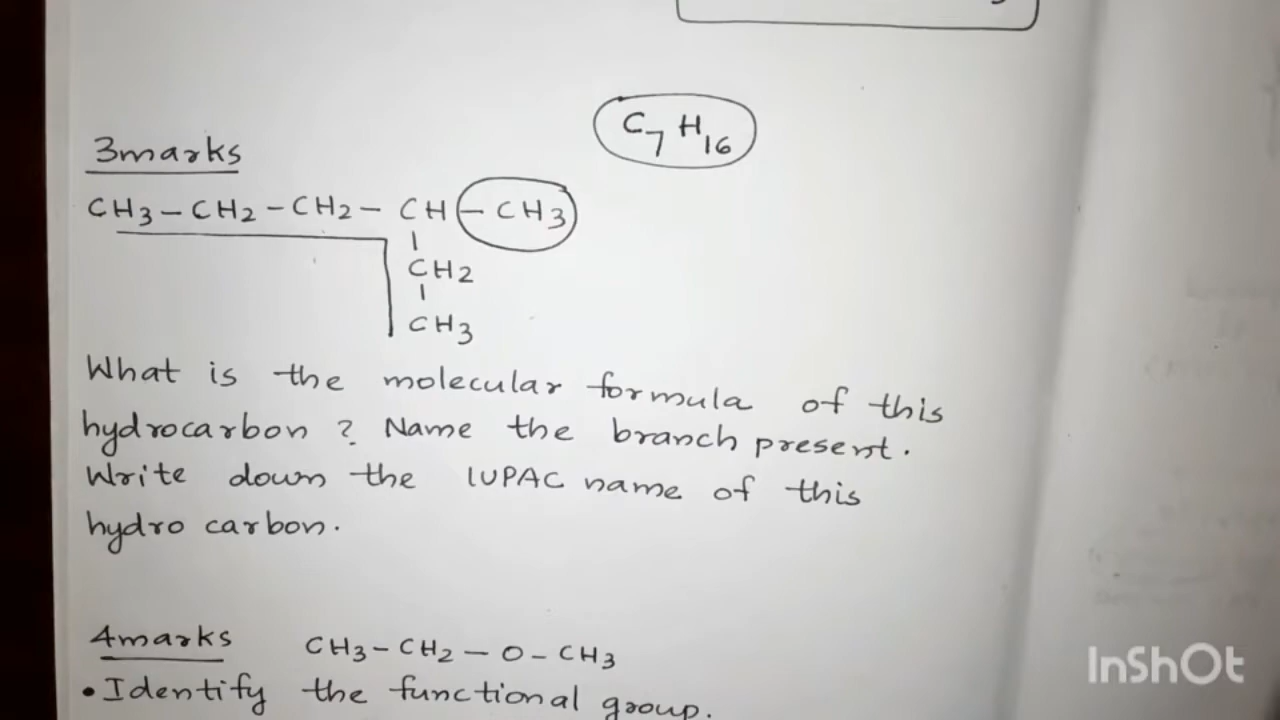 C7H16
3marks
CH3-CH2-CH2-CH-CH3
CH2
CH3
What is the molecular formula of this
hydrocarbon? Name the branch present.
Write down the IUPAC name of this
hydro carbon.
4marks CH3-CH2-O-CH3
• Identify the functional group.
InShOt